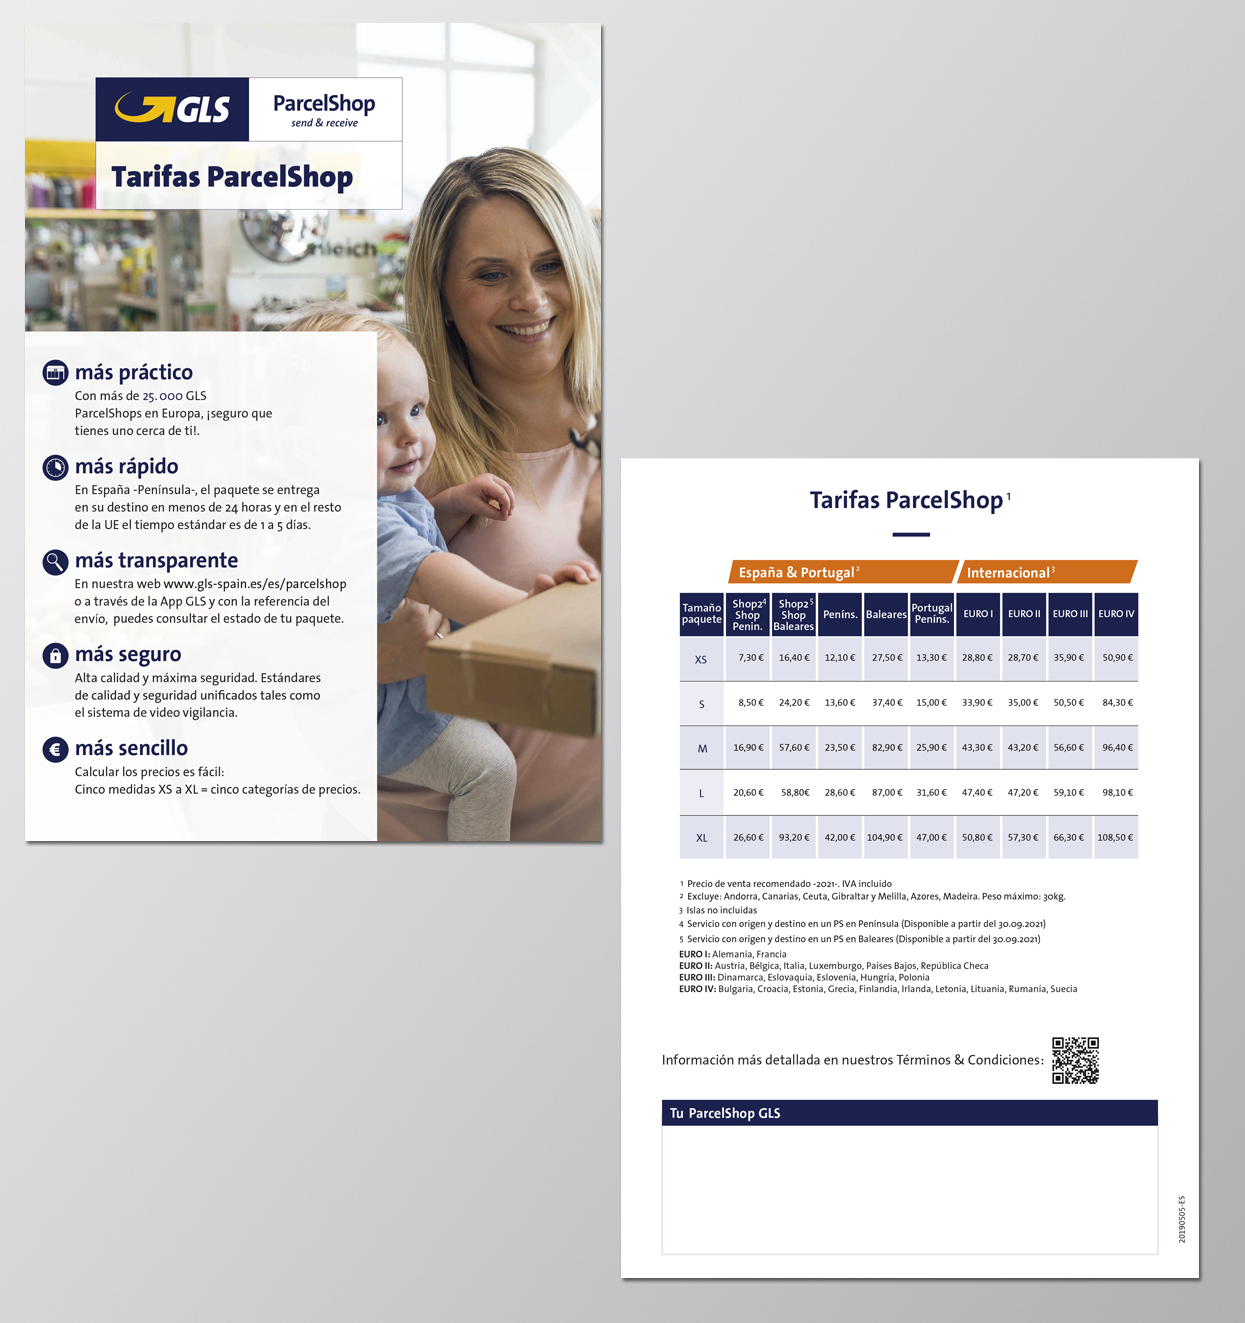 GLS
ParcelShop
send & receive
Tarifas ParcelShop
más práctico
Con más de 25.000 GLS
ParcelShops en Europa, ¡seguro que
tienes uno cerca de ti!.
más rápido
En España -Península-, el paquete se entrega
en su destino en menos de 24 horas y en el resto
de la UE el tiempo estándar es de 1 a 5 días.
más transparente
En nuestra web www.gls-spain.es/es/parcelshop
o a través de la App GLS y con la referencia del
envío, puedes consultar el estado de tu paquete.
más seguro
Alta calidad y máxima seguridad. Estándares
de calidad y seguridad unificados tales como
el sistema de video vigilancia.
más sencillo
Calcular los precios es fácil:
Cinco medidas XS a XL = cinco categorías de precios.
Tarifas ParcelShop 1
España & Portugal 2 Internacional 3
Tamaño paquete Shop2 4 Shop Penín. Shop2 5 Shop Baleares Peníns. Baleares Portugal Peníns. EURO I EURO II EURO III EURO IV
XS 7,30 € 16,40 € 12,10 € 27,50 € 13,30 € 28,80 € 28,70 € 35,90 € 50,90 €
S 8,50 € 24,20 € 13,60 € 37,40 € 15,00 € 33,90 € 35,00 € 50,50 € 84,30 €
M 16,90 € 57,60 € 23,50 € 82,90 € 25,90 € 43,30 € 43,20 € 56,60 € 96,40 €
L 20,60 € 58,80€ 28,60 € 87,00 € 31,60 € 47,40 € 47,20 € 59,10 € 98,10 €
XL 26,60 € 93,20 € 42,00 € 104,90 € 47,00 € 50,80 € 57,30 € 66,30 € 108,50 €
1 Precio de venta recomendado -2021-. IVA incluido
2 Excluye: Andorra, Canarias, Ceuta, Gibraltar y Melilla, Azores, Madeira. Peso máximo: 30kg.
3 Islas no incluidas
4 Servicio con origen y destino en un PS en Península (Disponible a partir del 30.09.2021)
5 Servicio con origen y destino en un PS en Baleares (Disponible a partir del 30.09.2021)
EURO I: Alemania, Francia
EURO II: Austria, Bélgica, Italia, Luxemburgo, Países Bajos, República Checa
EURO III: Dinamarca, Eslovaquia, Eslovenia, Hungría, Polonia
EURO IV: Bulgaria, Croacia, Estonia, Grecia, Finlandia, Irlanda, Letonia, Lituania, Rumanía, Suecia
Información más detallada en nuestros Términos & Condiciones:
Tu ParcelShop GLS
20190505-ES